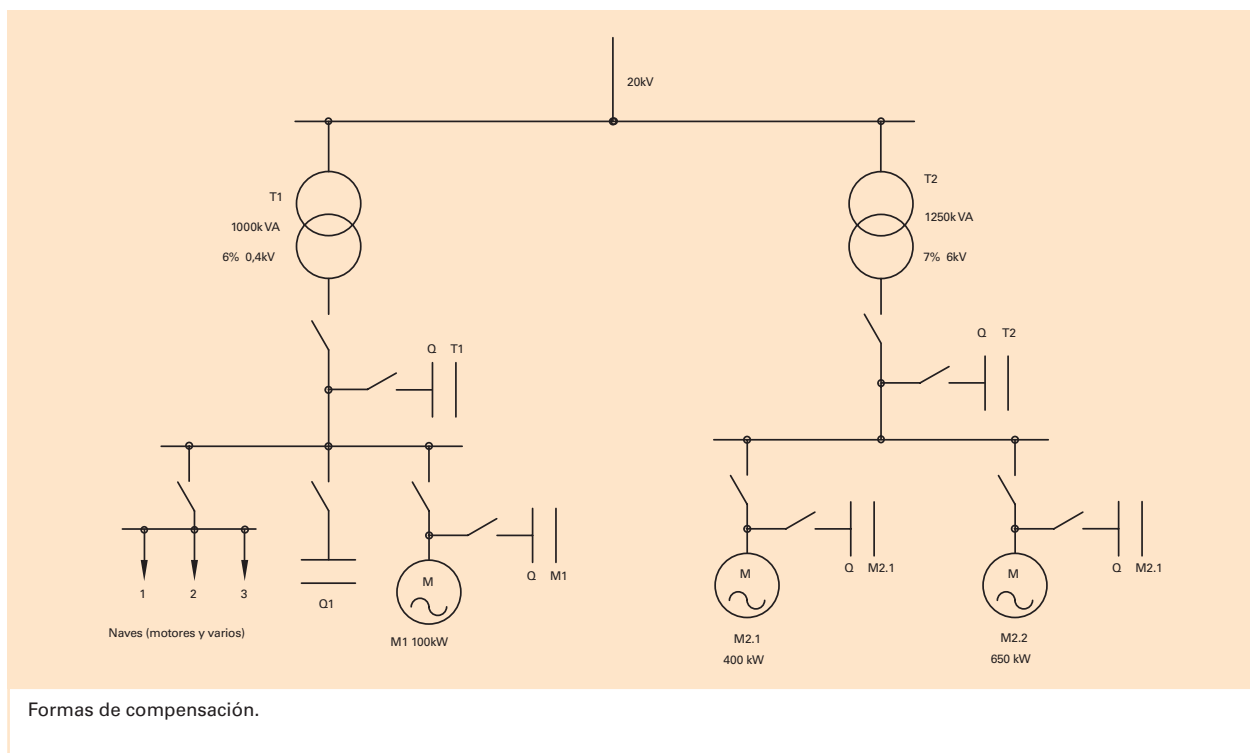 20kV
T1
1000kVA
6% 0,4kV
T2
1250kVA
7% 6kV
Q T1
Q T2
1 2 3
Naves (motores y varios)
Q1
M
M1 100kW
Q M1
M
M2.1
400 kW
Q M2.1
M
M2.2
650 kW
Q M2.1
Formas de compensación.